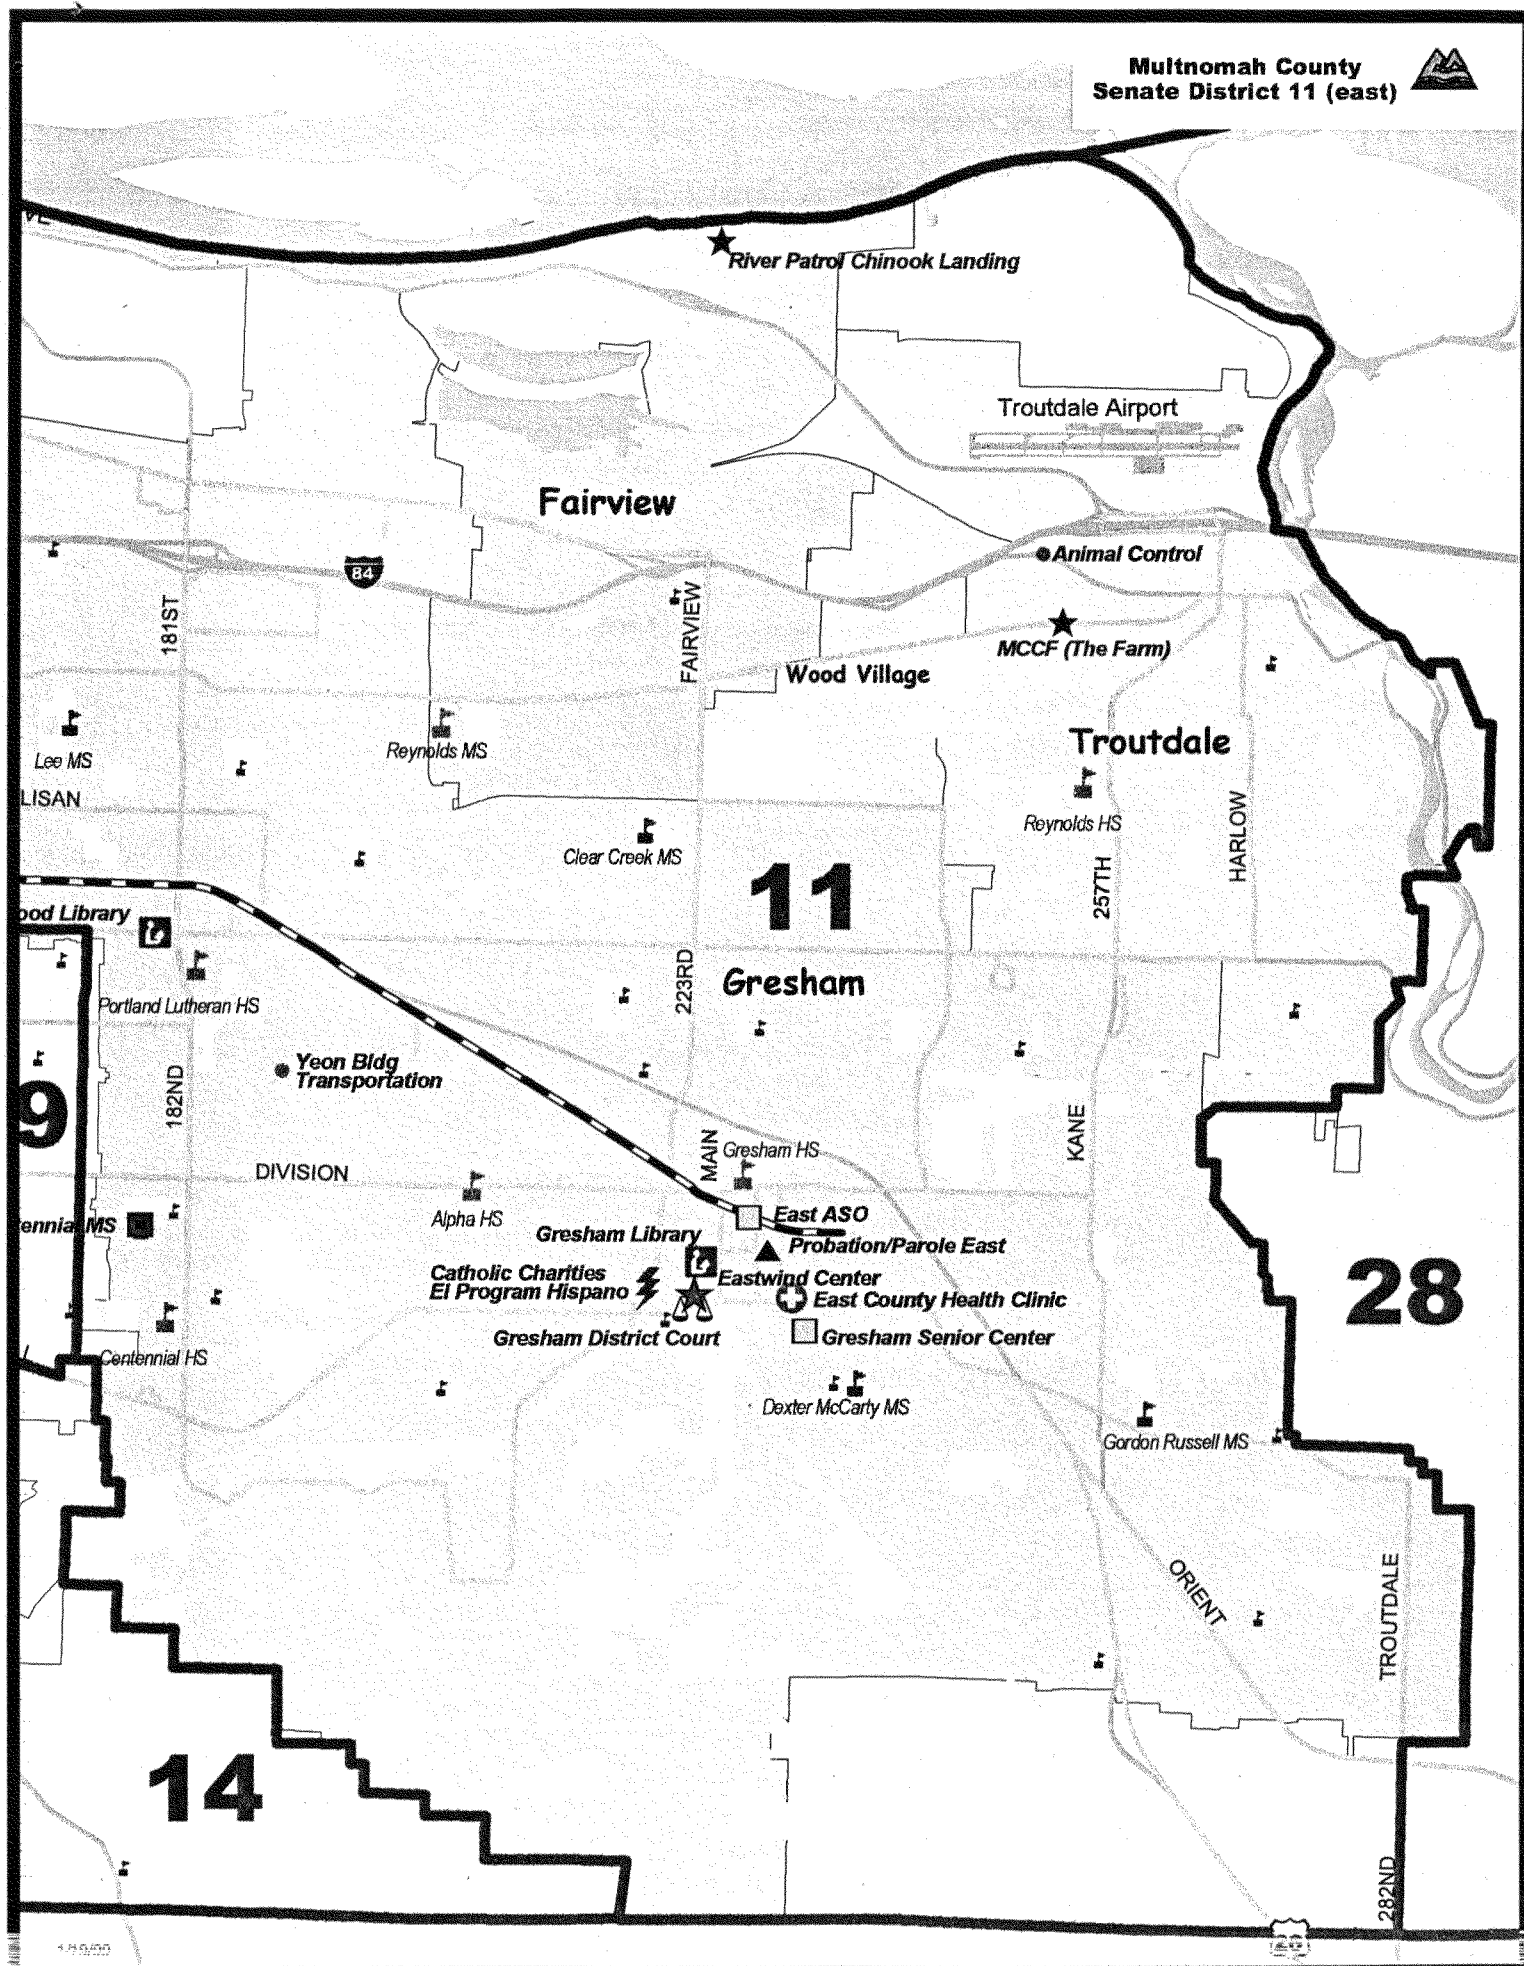 Multnomah County
Senate District 11 (east)
River Patrol Chinook Landing
Troutdale Airport
Fairview
Animal Control
84
181ST
FAIRVIEW
MCCF (The Farm)
Wood Village
Troutdale
Lee MS
Reynolds MS
LISAN
Reynolds HS
HARLOW
Clear Creek MS
11
257TH
ood Library
223RD
Gresham
Portland Lutheran HS
Yeon Bldg
Transportation
182ND
9
KANE
MAIN
Gresham HS
DIVISION
Alpha HS
East ASO
ennial MS
Gresham Library
Probation/Parole East
Catholic Charities
El Program Hispano
Eastwind Center
East County Health Clinic
28
Gresham District Court
Gresham Senior Center
Centennial HS
Dexter McCarty MS
Gordon Russell MS
ORIENT
TROUTDALE
14
282ND
26